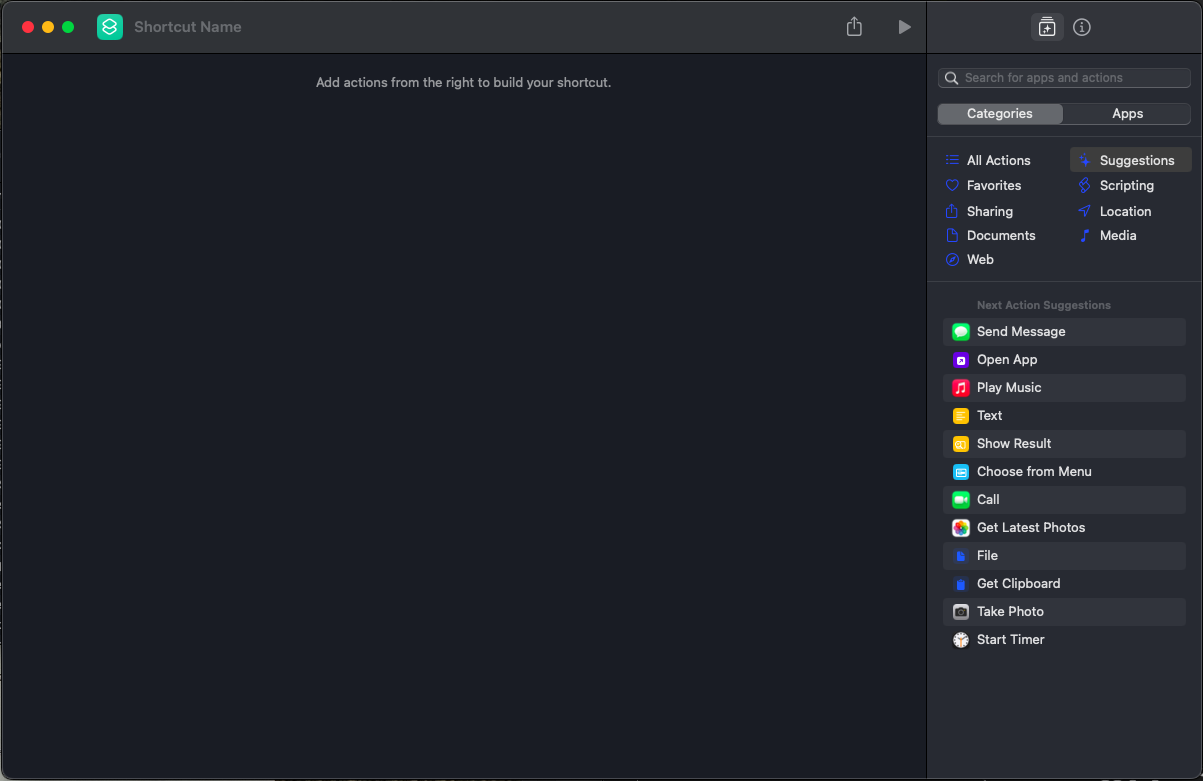 Shortcut Name
Add actions from the right to build your shortcut.
Search for apps and actions
Categories
Apps
All Actions
Suggestions
Favorites
Scripting
Sharing
Location
Documents
Media
Web
Next Action Suggestions
Send Message
Open App
Play Music
Text
Show Result
Choose from Menu
Call
Get Latest Photos
File
Get Clipboard
Take Photo
Start Timer